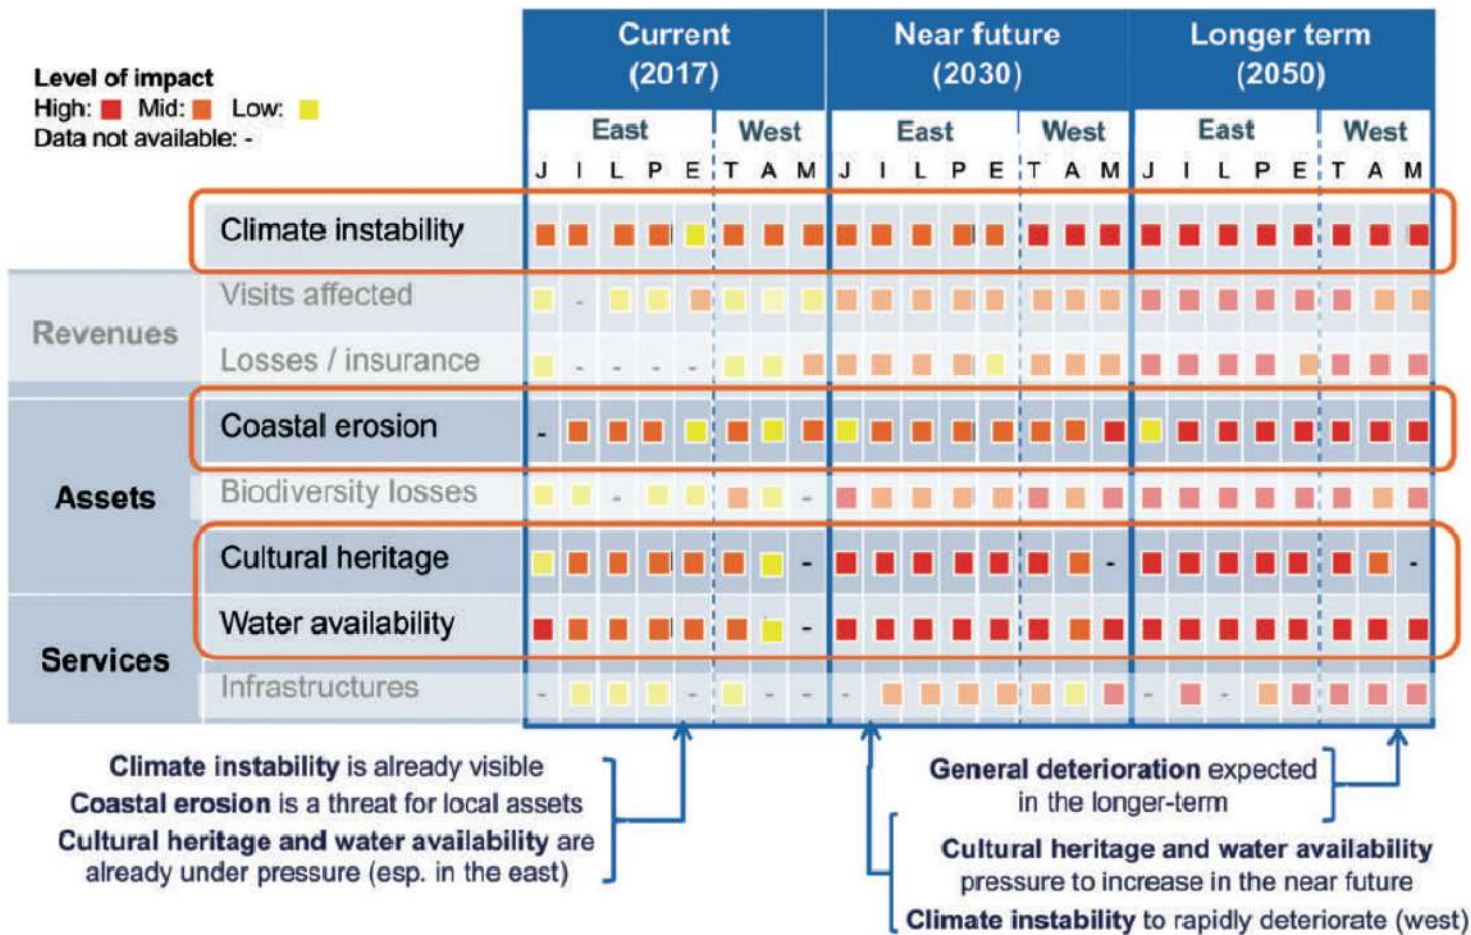 Current
(2017)
Near future
(2030)
Longer term
(2050)
Level of impact
High: Mid: Low:
Data not available: -
East West East West East West
J I L P E T A M J I L P E T A M J I L P E T A M
Climate instability
Revenues
Visits affected -
Losses / insurance - - - -
Assets
Coastal erosion -
Biodiversity losses - -
Cultural heritage - - -
Services
Water availability -
Infrastructures - - - - - - -
Climate instability is already visible
Coastal erosion is a threat for local assets
Cultural heritage and water availability are
already under pressure (esp. in the east)
General deterioration expected
in the longer-term
Cultural heritage and water availability
pressure to increase in the near future
Climate instability to rapidly deteriorate (west)